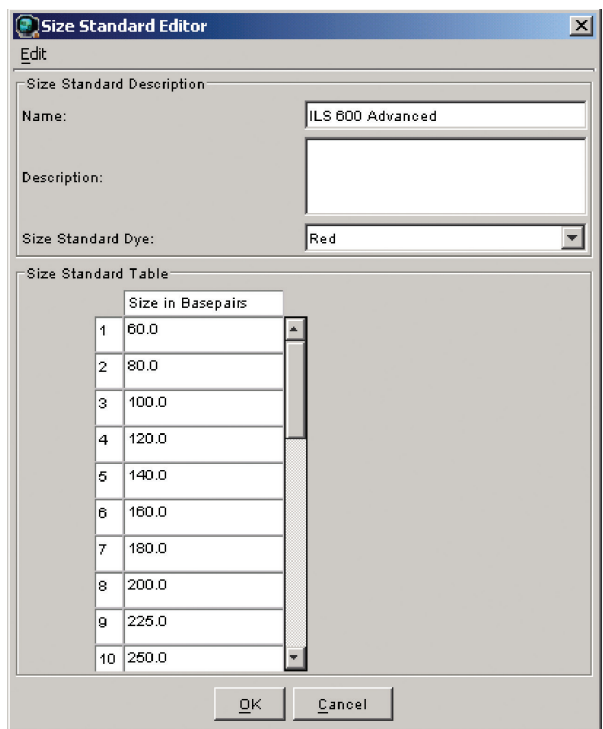 Size Standard Editor
Edit
Size Standard Description
Name: ILS 600 Advanced
Description:
Size Standard Dye: Red
Size Standard Table
Size in Basepairs
1 60.0
2 80.0
3 100.0
4 120.0
5 140.0
6 160.0
7 180.0
8 200.0
9 225.0
10 250.0
OK Cancel